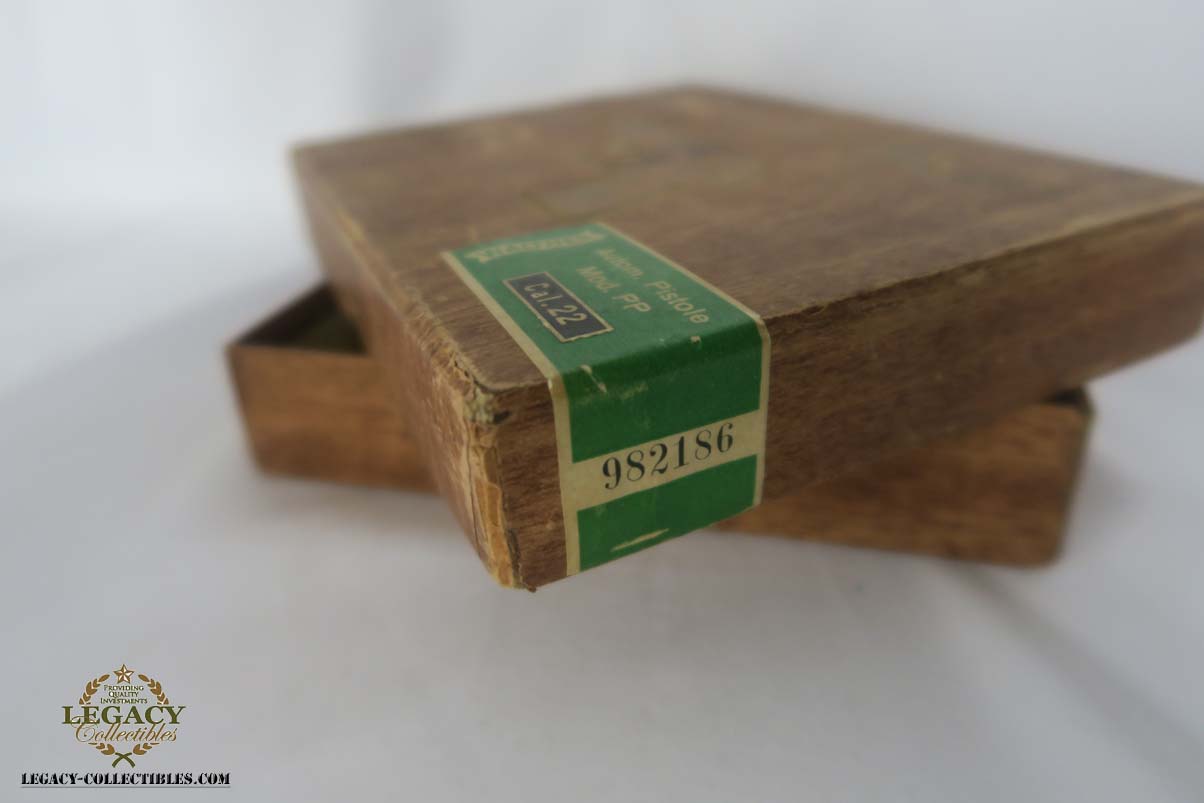 Autom. Pistole
Mod. PP
Cal.22
982186
PROVIDING
QUALITY
INVESTMENTS
LEGACY
Collectibles
LEGACY-COLLECTIBLES.COM